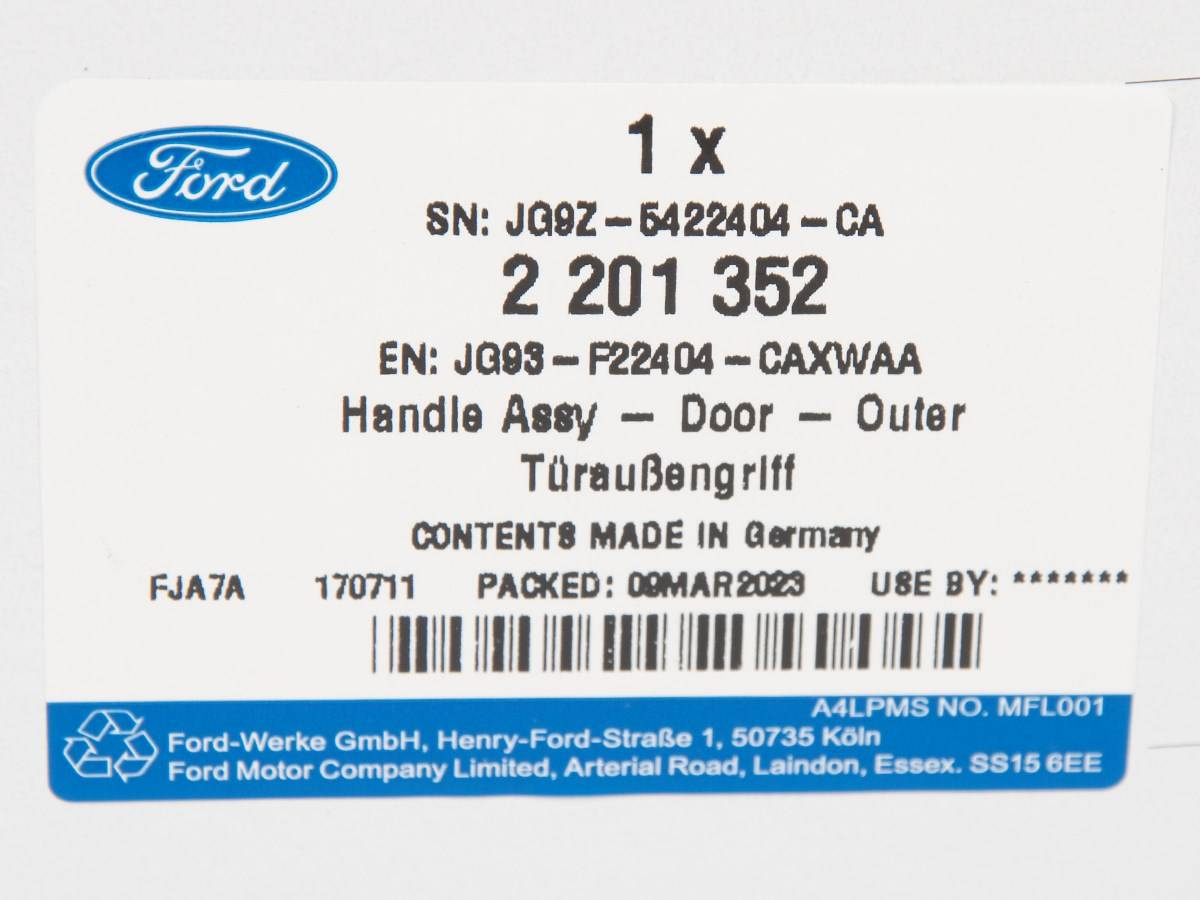 Ford
1 x
SN: JG9Z-5422404-CA
2 201 352
EN: JG93-F22404-CAXWAA
Handle Assy - Door - Outer
Türaußengriff
CONTENTS MADE IN Germany
FJA7A 170711 PACKED: 09MAR2023 USE BY: *******
A4LPMS NO. MFL001
Ford-Werke GmbH, Henry-Ford-Straße 1, 50735 Köln
Ford Motor Company Limited, Arterial Road, Laindon, Essex. SS15 6EE